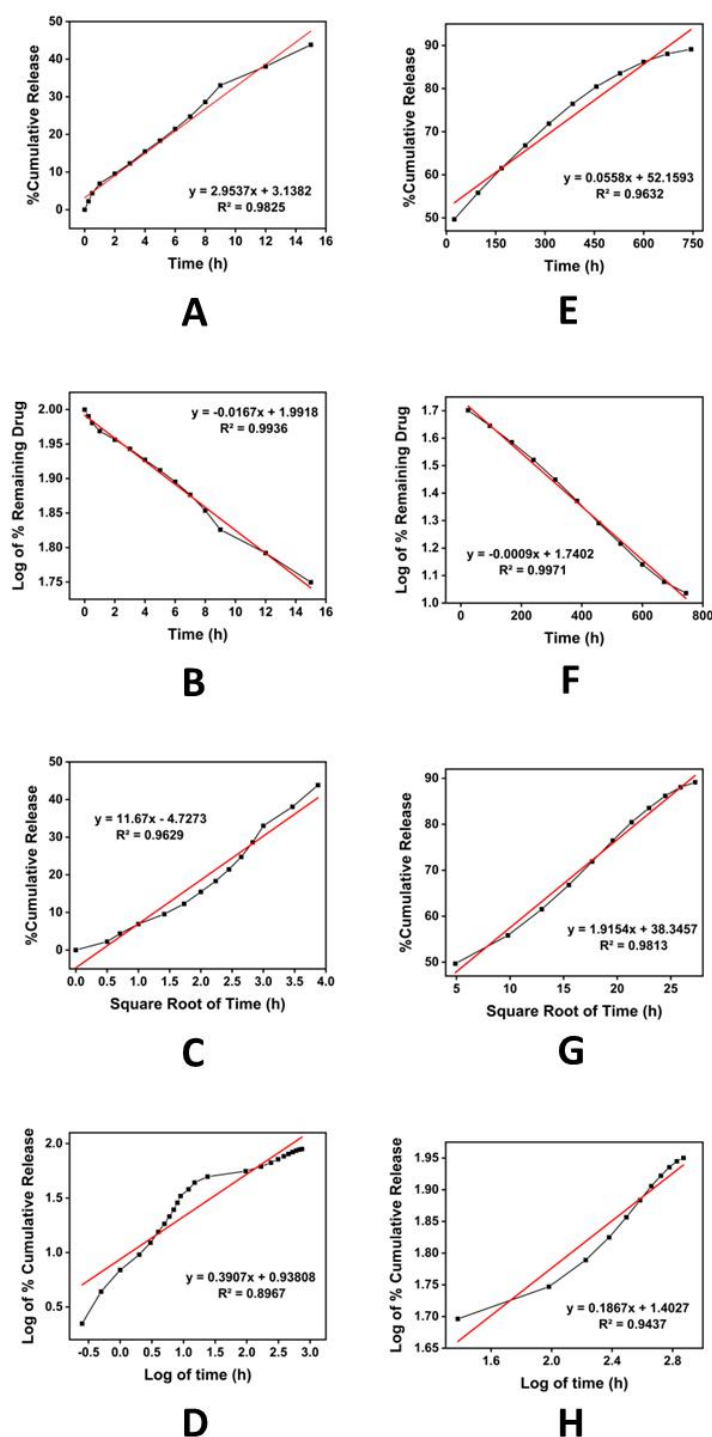 %Cumulative Release
50
40
30
20
10
0
y = 2.9537x + 3.1382
R² = 0.9825
0 2 4 6 8 10 12 14 16
Time (h)
A
%Cumulative Release
90
80
70
60
50
y = 0.0558x + 52.1593
R² = 0.9632
0 150 300 450 600 750
Time (h)
E
Log of % Remaining Drug
2.00
1.95
1.90
1.85
1.80
1.75
y = -0.0167x + 1.9918
R² = 0.9936
0 2 4 6 8 10 12 14 16
Time (h)
B
Log of % Remaining Drug
1.7
1.6
1.5
1.4
1.3
1.2
1.1
1.0
y = -0.0009x + 1.7402
R² = 0.9971
0 200 400 600 800
Time (h)
F
%Cumulative Release
50
40
30
20
10
0
y = 11.67x - 4.7273
R² = 0.9629
0.0 0.5 1.0 1.5 2.0 2.5 3.0 3.5 4.0
Square Root of Time (h)
C
%Cumulative Release
90
80
70
60
50
y = 1.9154x + 38.3457
R² = 0.9813
5 10 15 20 25
Square Root of Time (h)
G
Log of % Cumulative Release
2.0
1.5
1.0
0.5
y = 0.3907x + 0.93808
R² = 0.8967
-0.5 0.0 0.5 1.0 1.5 2.0 2.5 3.0
Log of time (h)
D
Log of % Cumulative Release
1.95
1.90
1.85
1.80
1.75
1.70
1.65
y = 0.1867x + 1.4027
R² = 0.9437
1.6 2.0 2.4 2.8
Log of time (h)
H